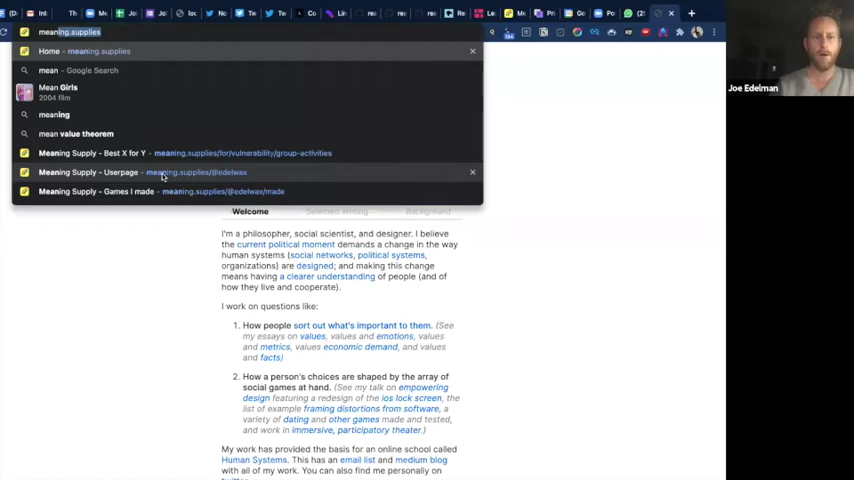 meaning.supplies
Home – meaning.supplies
mean – Google Search
Mean Girls
2004 film
meaning
mean value theorem
Meaning Supply – Best X for Y – meaning.supplies/for/vulnerability/group-activities
Meaning Supply – Userpage – meaning.supplies/@edelwax
Meaning Supply – Games I made – meaning.supplies/@edelwax/made
Joe Edelman
Welcome Selected Writing Background
I'm a philosopher, social scientist, and designer. I believe
the current political moment demands a change in the way
human systems (social networks, political systems,
organizations) are designed; and making this change
means having a clearer understanding of people (and of
how they live and cooperate).
I work on questions like:
1. How people sort out what's important to them. (See
my essays on values, values and emotions, values
and metrics, values economic demand, and values
and facts)
2. How a person's choices are shaped by the array of
social games at hand. (See my talk on empowering
design featuring a redesign of the ios lock screen, the
list of example framing distortions from software, a
variety of dating and other games made and tested,
and work in immersive, participatory theater.)
My work has provided the basis for an online school called
Human Systems. This has an email list and medium blog
with all of my work. You can also find me personally on